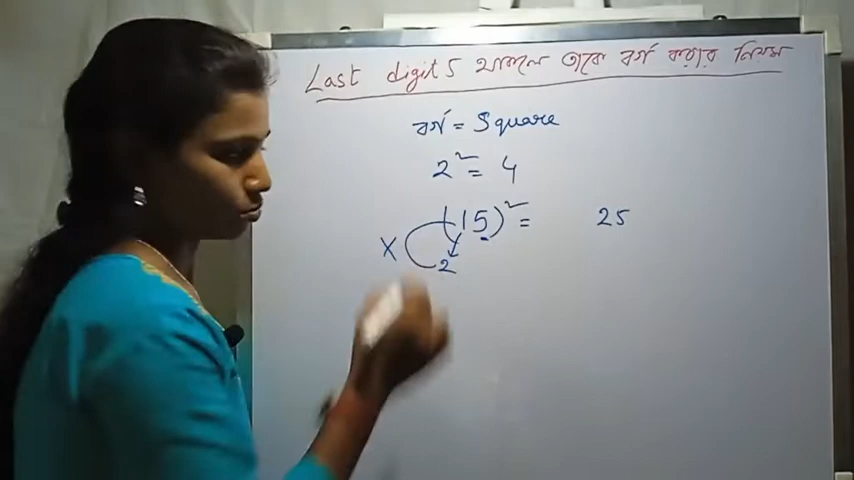 Last digit 5 থাকলে তাকে বর্গ করার নিয়ম
বর্গ = Square
2² = 4
(15)² = 25
× 2